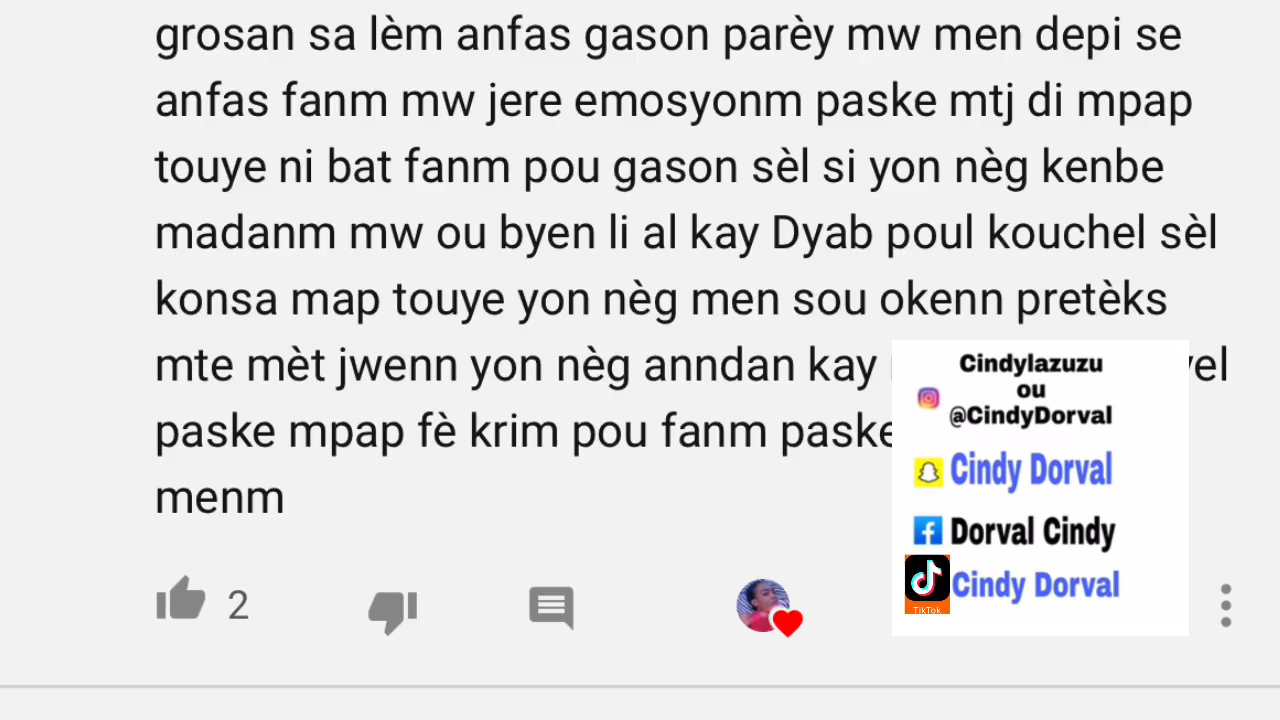 grosan sa lèm anfas gason parèy mw men depi se
anfas fanm mw jere emosyonm paske mtj di mpap
touye ni bat fanm pou gason sèl si yon nèg kenbe
madanm mw ou byen li al kay Dyab poul kouchel sèl
konsa map touye yon nèg men sou okenn pretèks
mte mèt jwenn yon nèg anndan kay
paske mpap fè krim pou fanm paske
menm
2
Cindylazuzu
ou
@CindyDorval
Cindy Dorval
Dorval Cindy
Cindy Dorval
TikTok